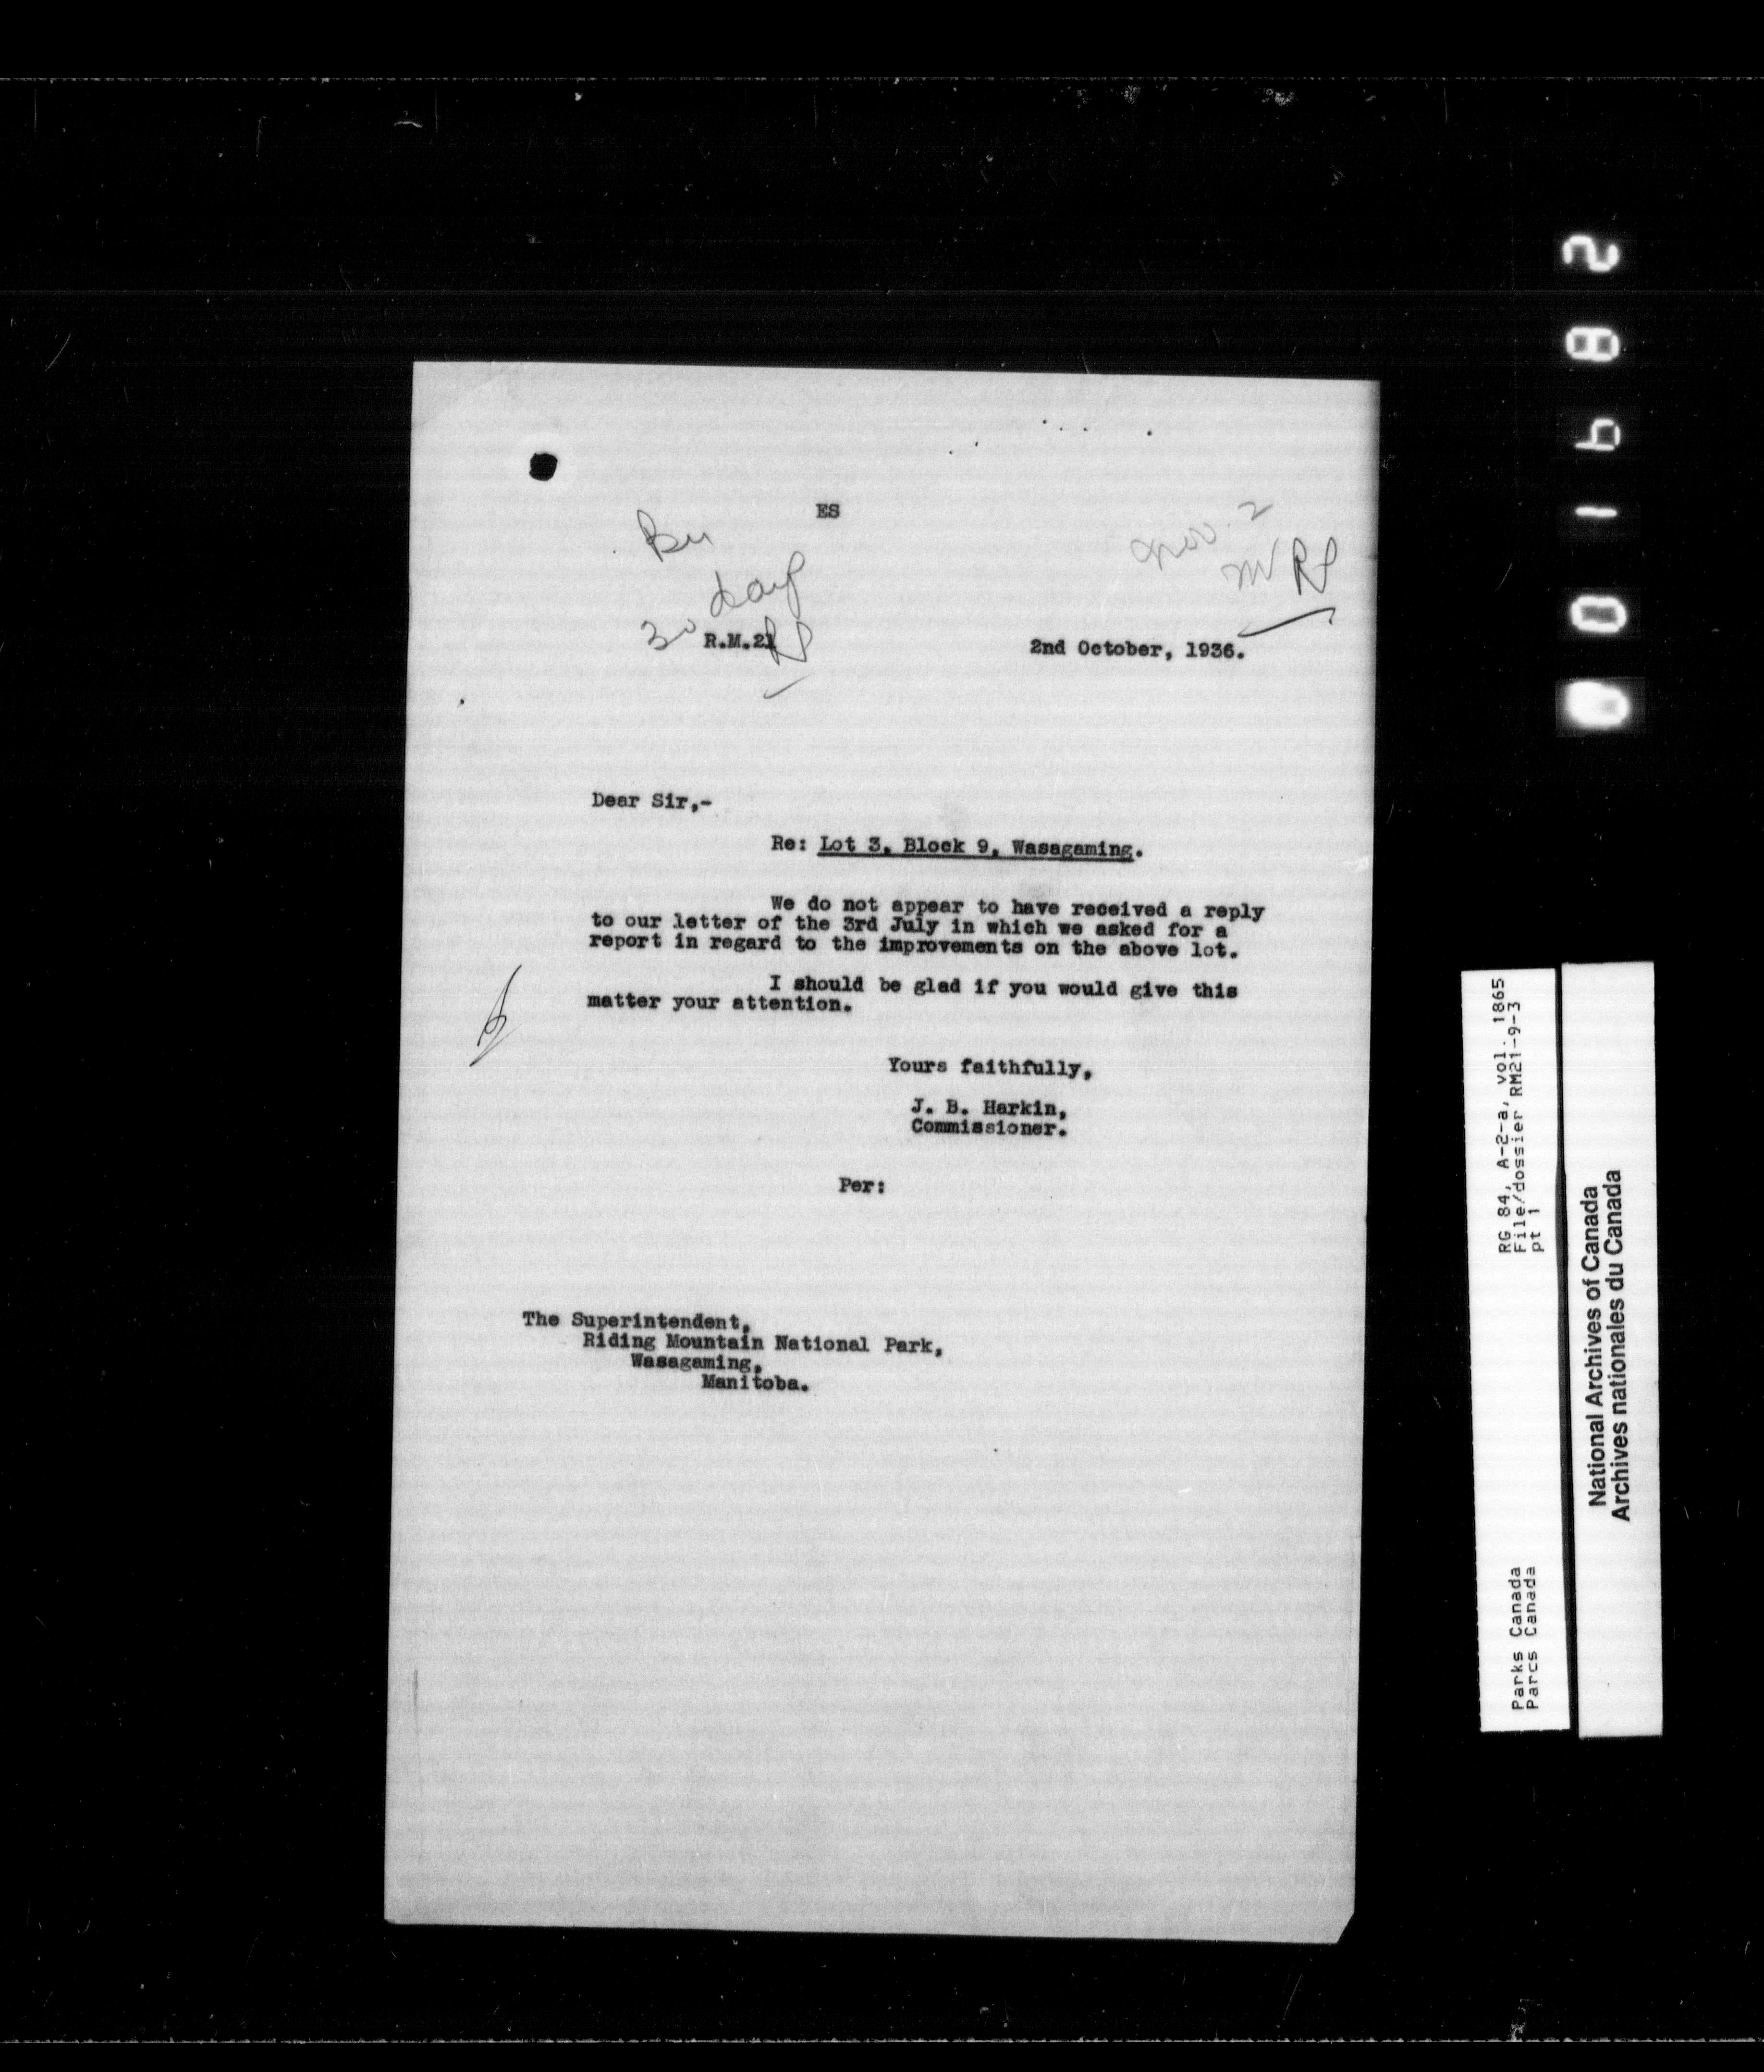 ES
30 days
Nov. 2
R.M.21
2nd October, 1936.
Dear Sir,-
Re: Lot 3, Block 9, Wasagaming.
We do not appear to have received a reply
to our letter of the 3rd July in which we asked for a
report in regard to the improvements on the above lot.
I should be glad if you would give this
matter your attention.
Yours faithfully,
J. B. Harkin,
Commissioner.
Per:
The Superintendent,
Riding Mountain National Park,
Wasagaming,
Manitoba.
Parks Canada
Parcs Canada
RG 84, A-2-a, vol. 1865
File/dossier RM21-9-3
pt 1
National Archives of Canada
Archives nationales du Canada